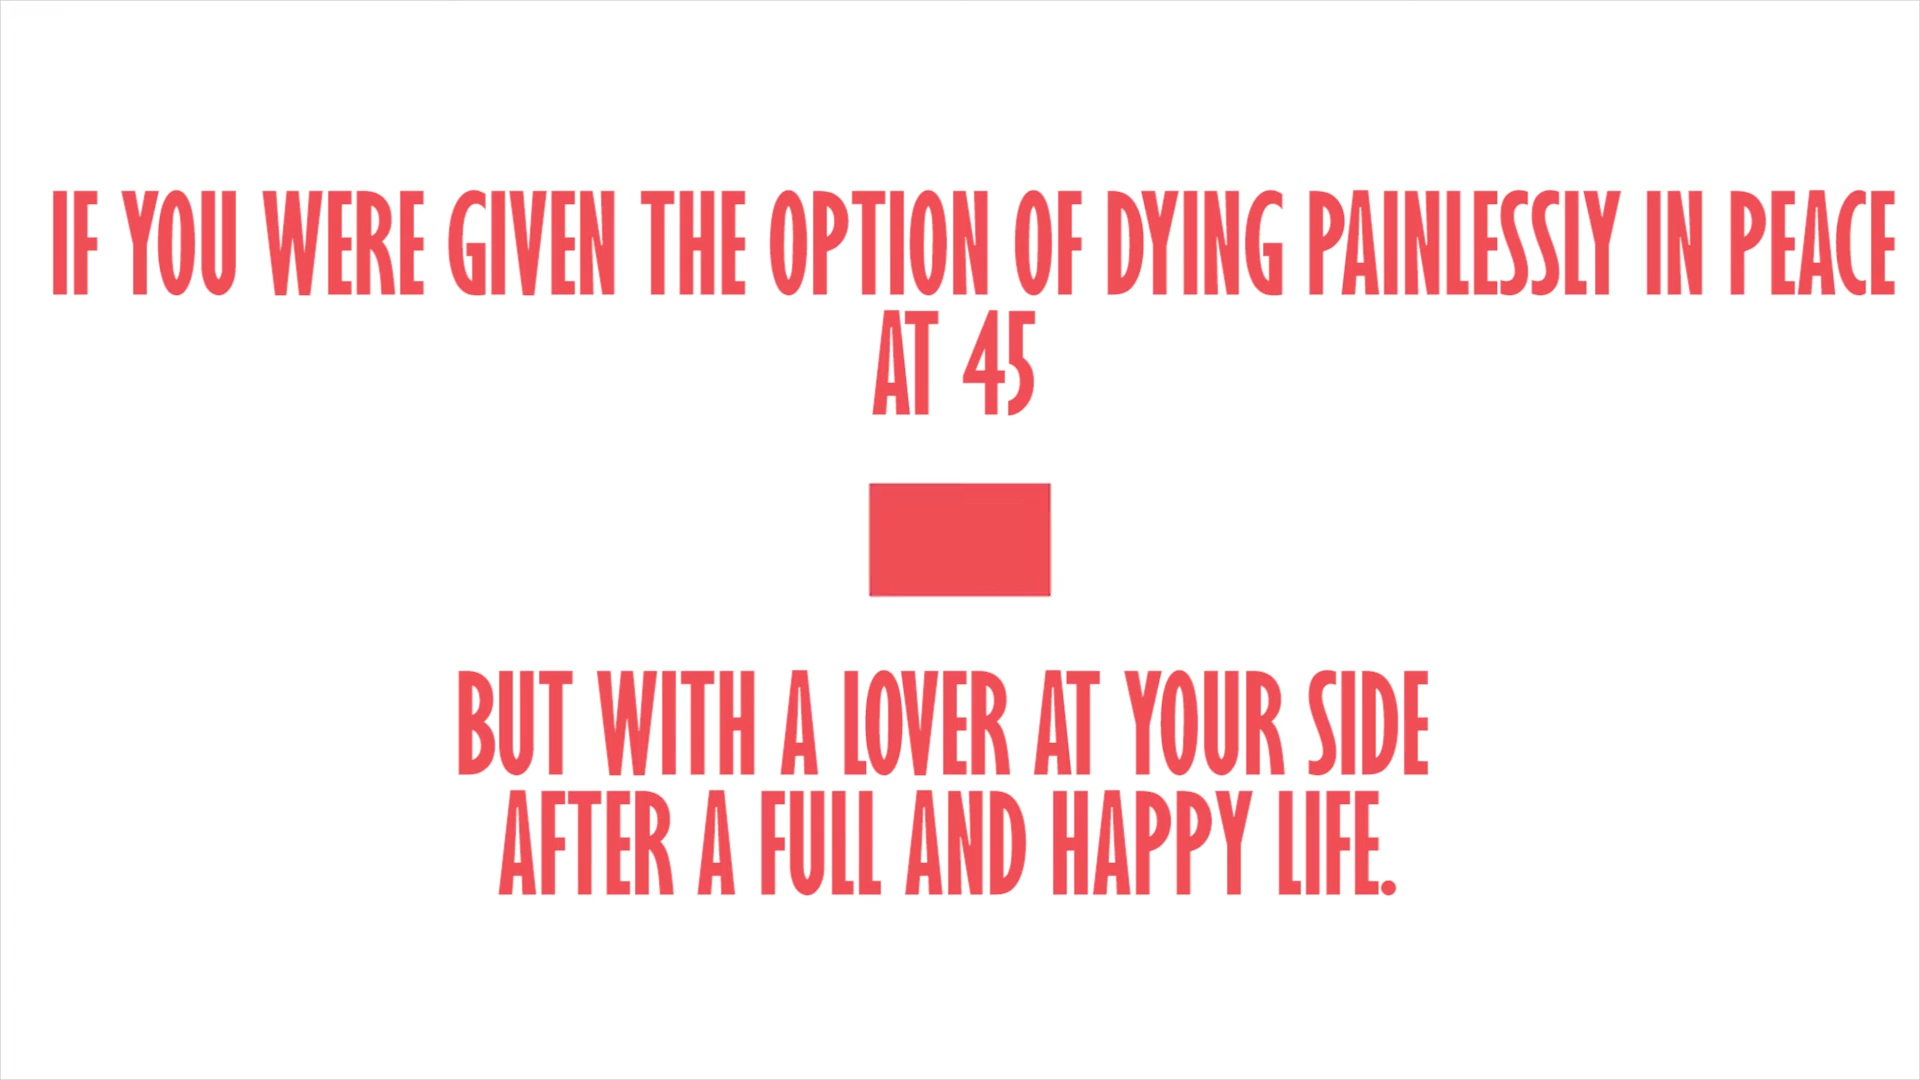 IF YOU WERE GIVEN THE OPTION OF DYING PAINLESSLY IN PEACE
AT 45
BUT WITH A LOVER AT YOUR SIDE
AFTER A FULL AND HAPPY LIFE.